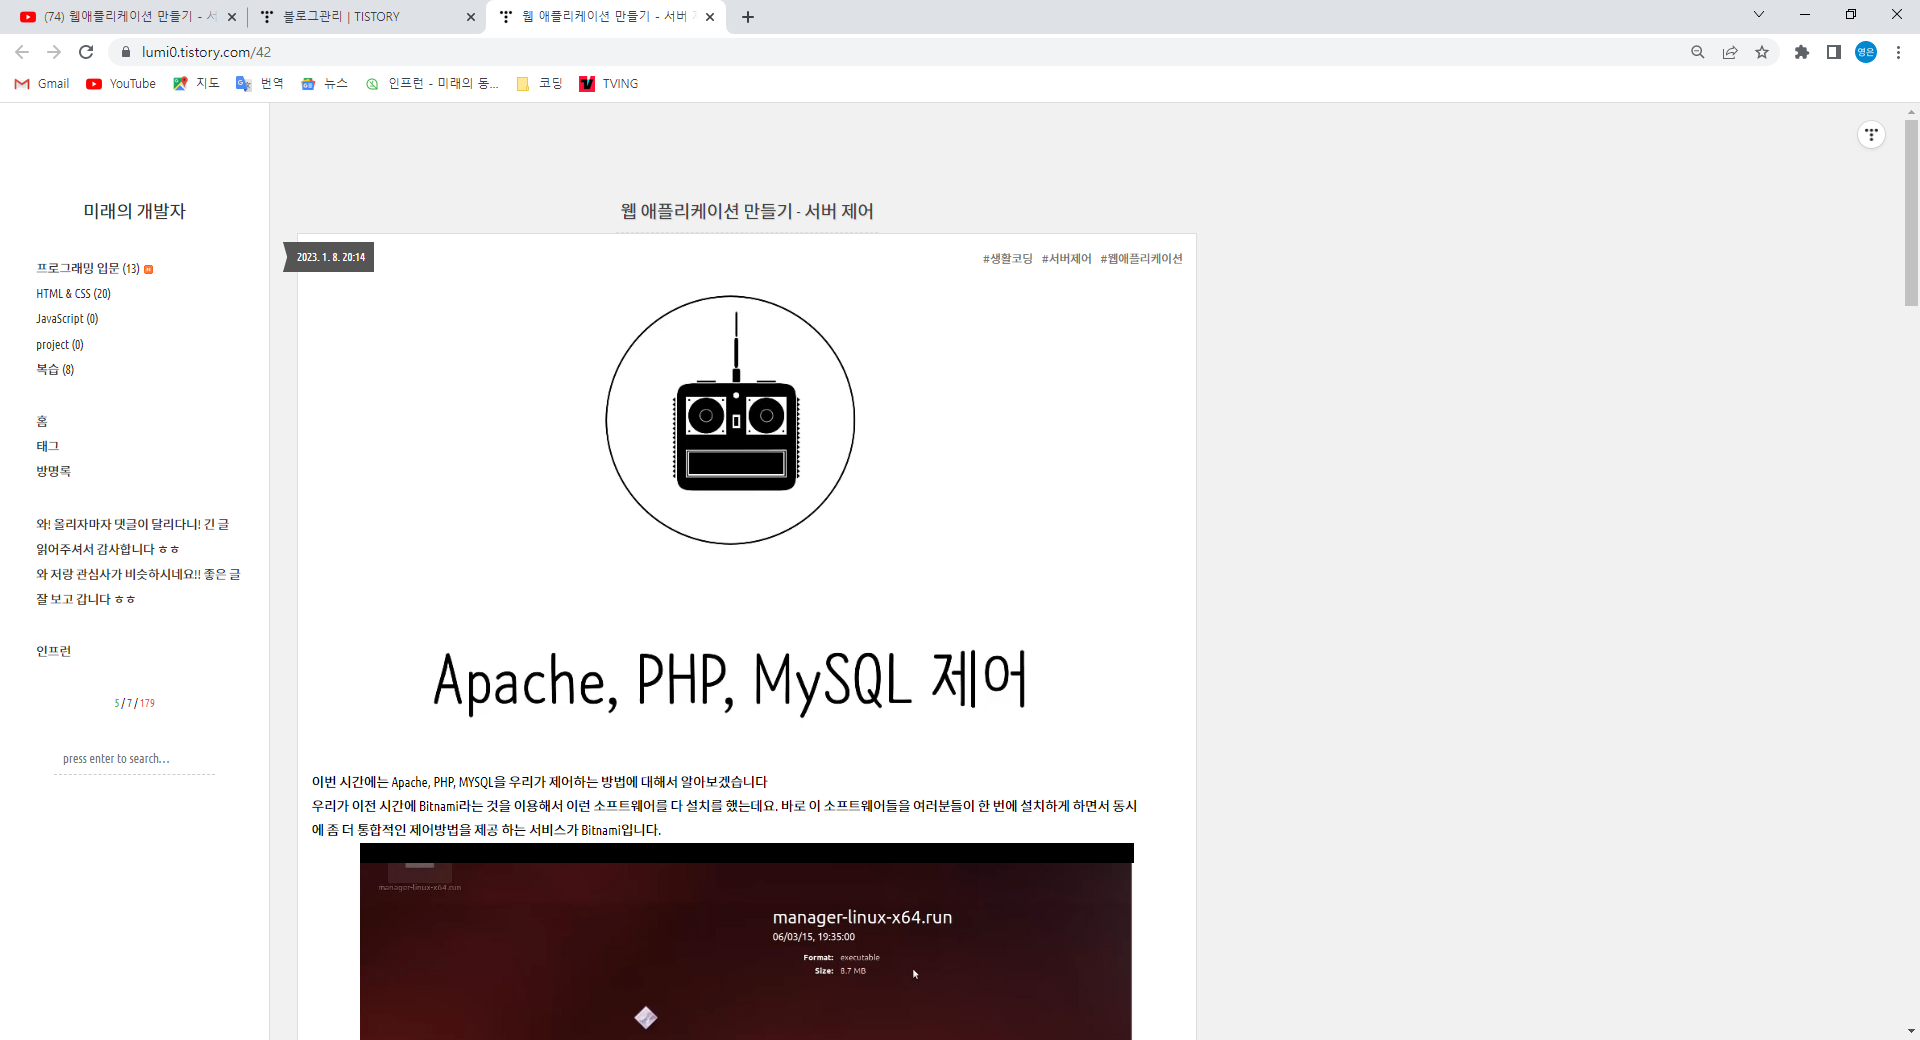 (74) 웹애플리케이션 만들기 - 서
블로그관리 | TISTORY
웹 애플리케이션 만들기 - 서버
lumi0.tistory.com/42
영은
Gmail
YouTube
지도
번역
뉴스
인프런 - 미래의 동...
코딩
TVING
미래의 개발자
프로그래밍 입문 (13)
HTML & CSS (20)
JavaScript (0)
project (0)
복습 (8)
홈
태그
방명록
와! 올리자마자 댓글이 달리다니! 긴 글
읽어주셔서 감사합니다 ㅎㅎ
와 저랑 관심사가 비슷하시네요!! 좋은 글
잘 보고 갑니다 ㅎㅎ
인프런
5 / 7 / 179
press enter to search…
웹 애플리케이션 만들기 - 서버 제어
2023. 1. 8. 20:14
#생활코딩 #서버제어 #웹애플리케이션
Apache, PHP, MySQL 제어
이번 시간에는 Apache, PHP, MYSQL을 우리가 제어하는 방법에 대해서 알아보겠습니다
우리가 이전 시간에 Bitnami라는 것을 이용해서 이런 소프트웨어를 다 설치를 했는데요. 바로 이 소프트웨어들을 여러분들이 한 번에 설치하게 하면서 동시
에 좀 더 통합적인 제어방법을 제공 하는 서비스가 Bitnami입니다.
manager-linux-x64.run
manager-linux-x64.run
06/03/15, 19:35:00
Format: executable
Size: 8.7 MB